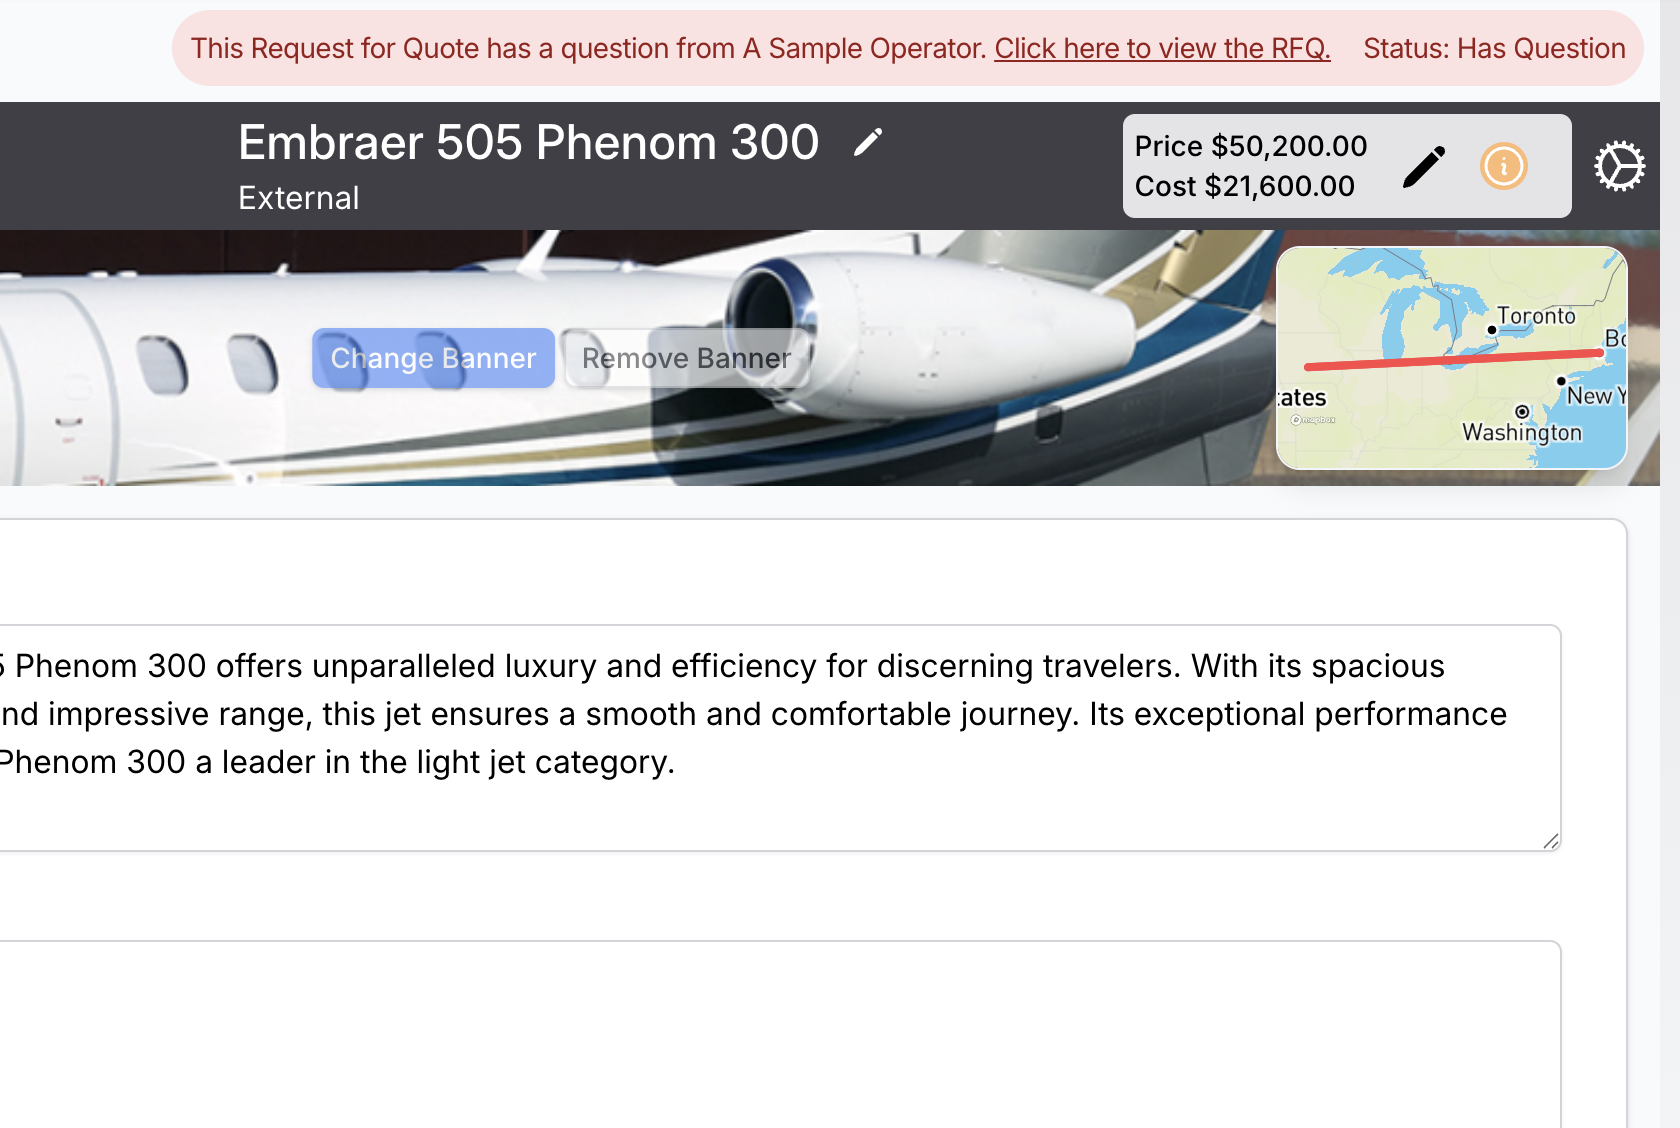 This Request for Quote has a question from A Sample Operator. Click here to view the RFQ. Status: Has Question
Embraer 505 Phenom 300
External
Price $50,200.00
Cost $21,600.00
Change Banner
Remove Banner
Toronto
Bo
ates
New Y
mapbox
Washington
5 Phenom 300 offers unparalleled luxury and efficiency for discerning travelers. With its spacious
nd impressive range, this jet ensures a smooth and comfortable journey. Its exceptional performance
Phenom 300 a leader in the light jet category.